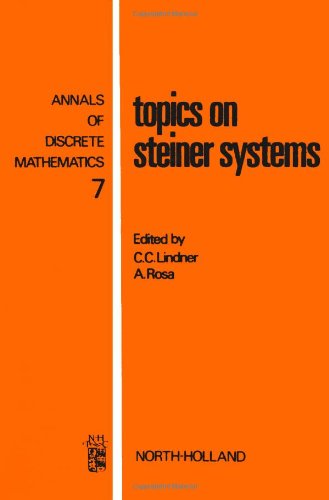 ANNALS
OF
DISCRETE
MATHEMATICS
7
topics on
steiner systems
Edited by
C.C. Lindner
A. Rosa
NORTH-HOLLAND